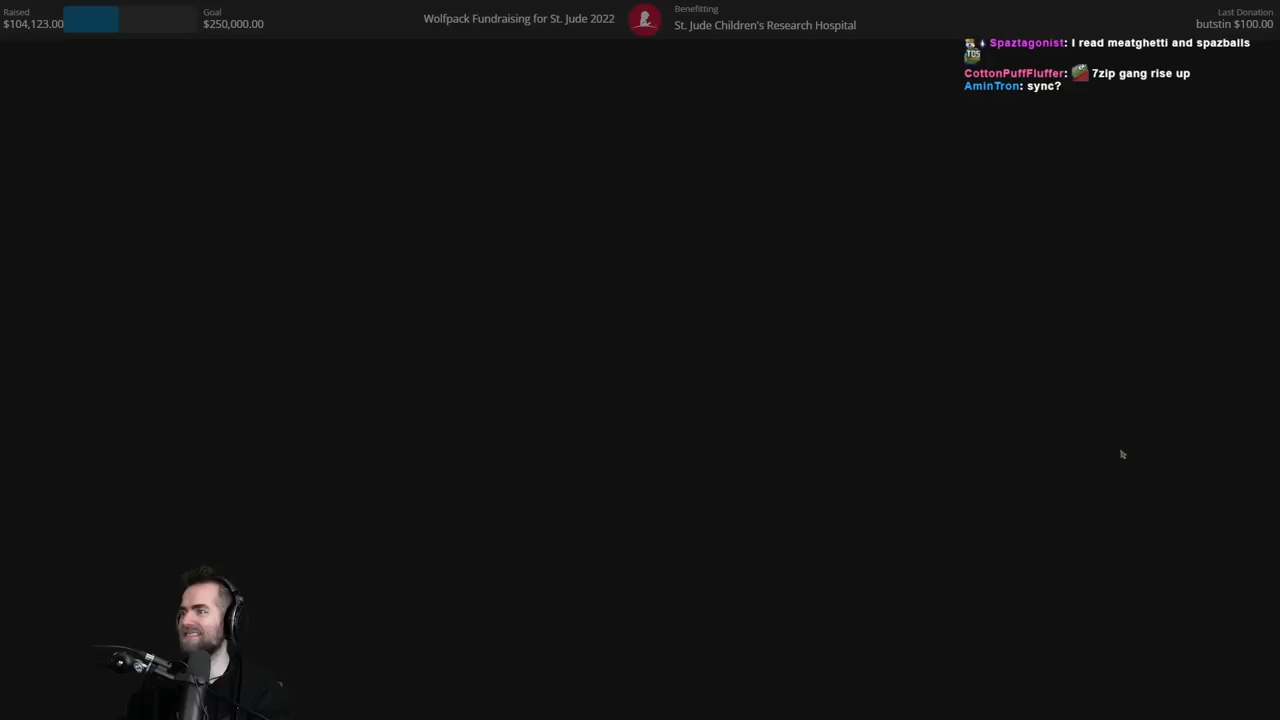 Raised
$104,123.00
Goal
$250,000.00
Wolfpack Fundraising for St. Jude 2022
Benefitting
St. Jude Children's Research Hospital
Last Donation
butstin $100.00
Spaztagonist: I read meatghetti and spazballs
TOS
CottonPuffFluffer: 7zip gang rise up
AminTron: sync?